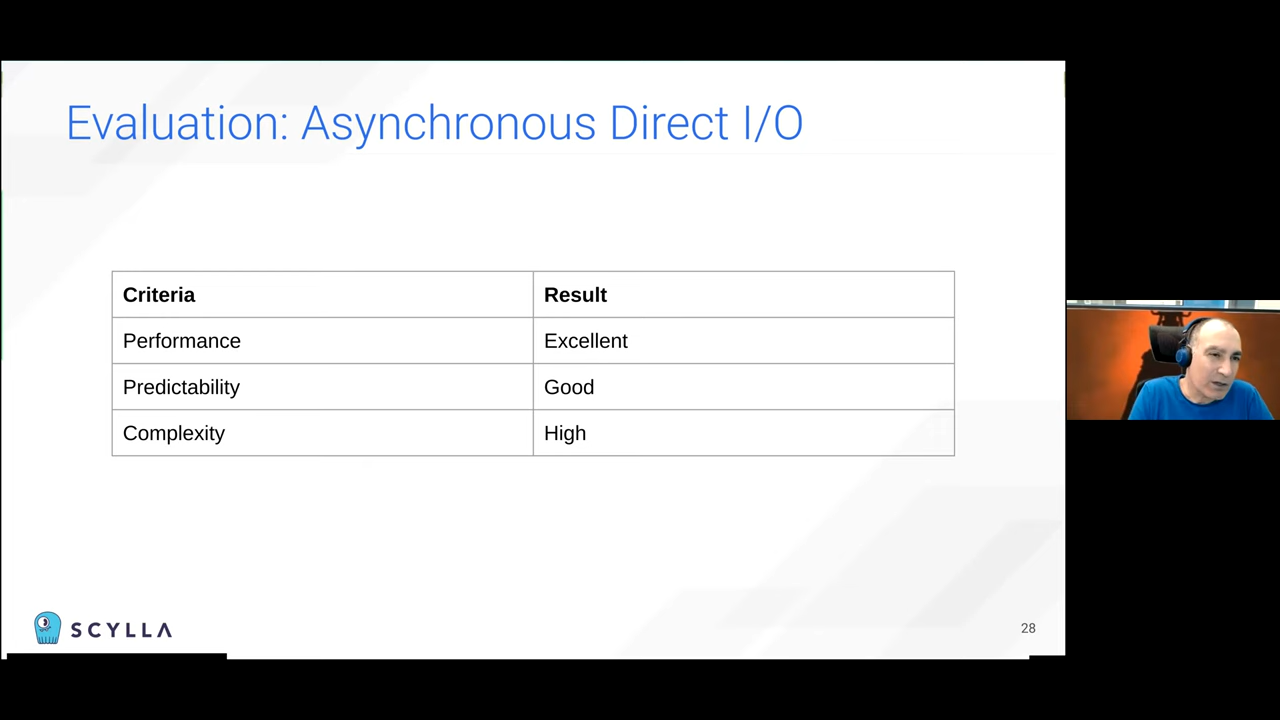 Evaluation: Asynchronous Direct I/O
Criteria Result
Performance Excellent
Predictability Good
Complexity High
SCYLLA
28